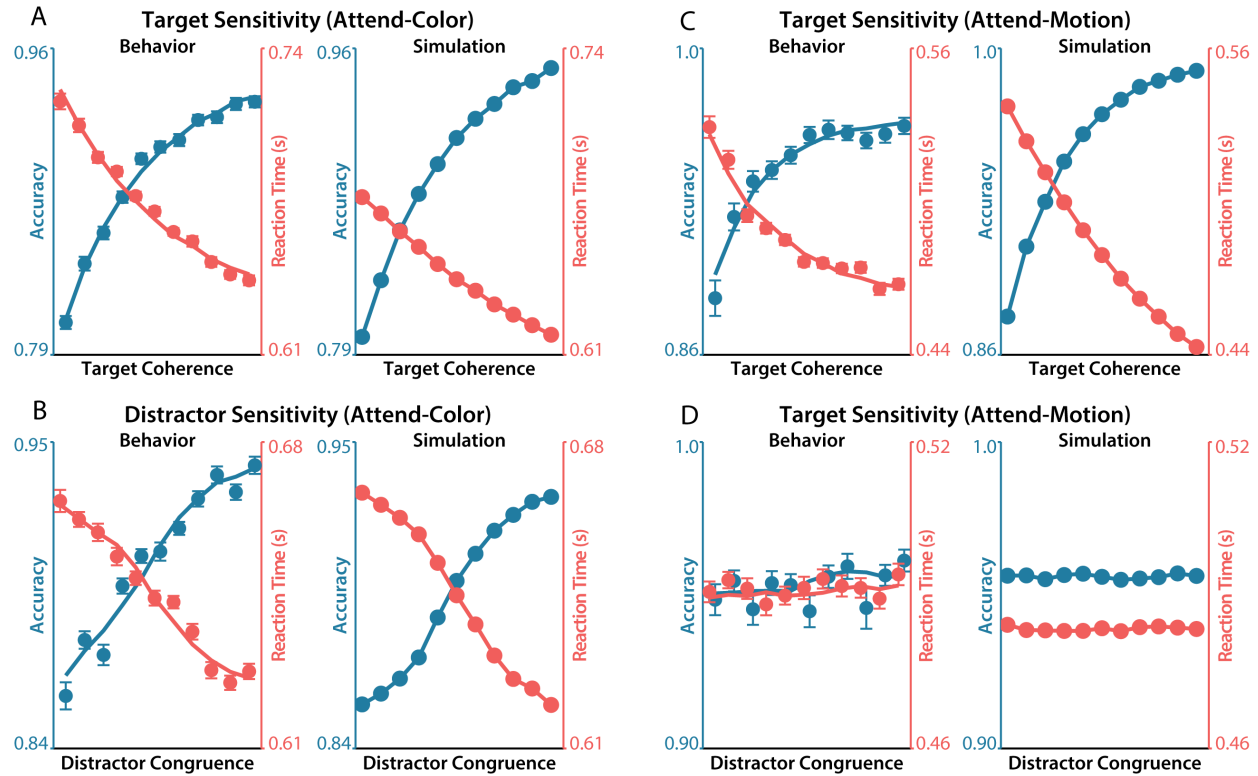 A
Target Sensitivity (Attend-Color)
Behavior
Simulation
0.96
0.74
0.96
0.74
Accuracy
Reaction Time (s)
Accuracy
Reaction Time (s)
0.79
0.61
0.79
0.61
Target Coherence
Target Coherence
B
Distractor Sensitivity (Attend-Color)
Behavior
Simulation
0.95
0.68
0.95
0.68
Accuracy
Reaction Time (s)
Accuracy
Reaction Time (s)
0.84
0.61
0.84
0.61
Distractor Congruence
Distractor Congruence
C
Target Sensitivity (Attend-Motion)
Behavior
Simulation
1.0
0.56
1.0
0.56
Accuracy
Reaction Time (s)
Accuracy
Reaction Time (s)
0.86
0.44
0.86
0.44
Target Coherence
Target Coherence
D
Target Sensitivity (Attend-Motion)
Behavior
Simulation
1.0
0.52
1.0
0.52
Accuracy
Reaction Time (s)
Accuracy
Reaction Time (s)
0.90
0.46
0.90
0.46
Distractor Congruence
Distractor Congruence